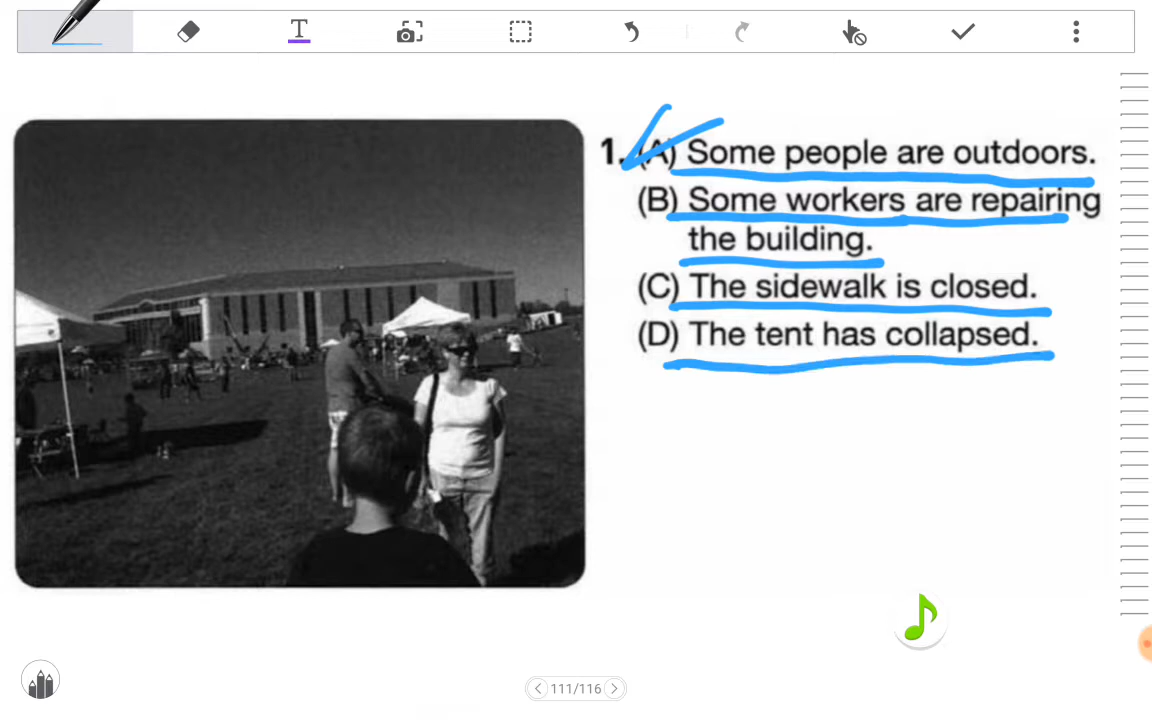 T
1. (A) Some people are outdoors.
(B) Some workers are repairing
the building.
(C) The sidewalk is closed.
(D) The tent has collapsed.
111/116